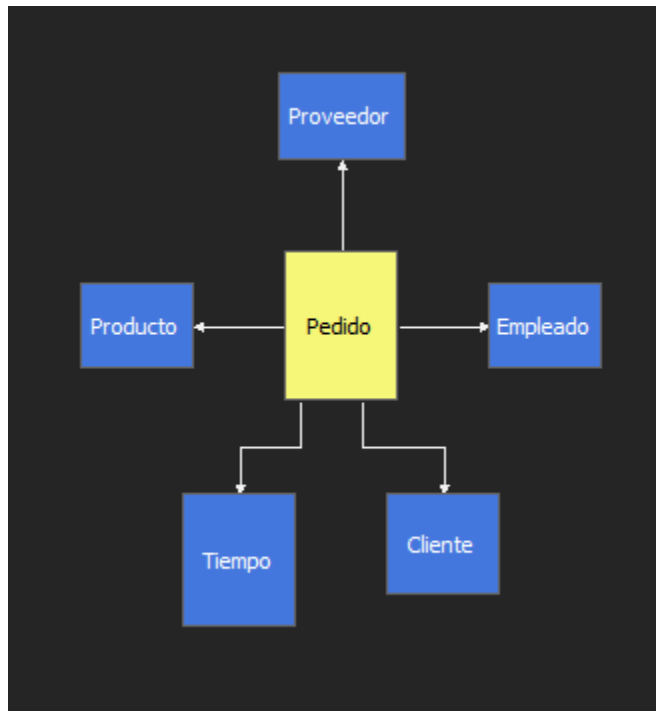 Proveedor
Producto
Pedido
Empleado
Tiempo
Cliente